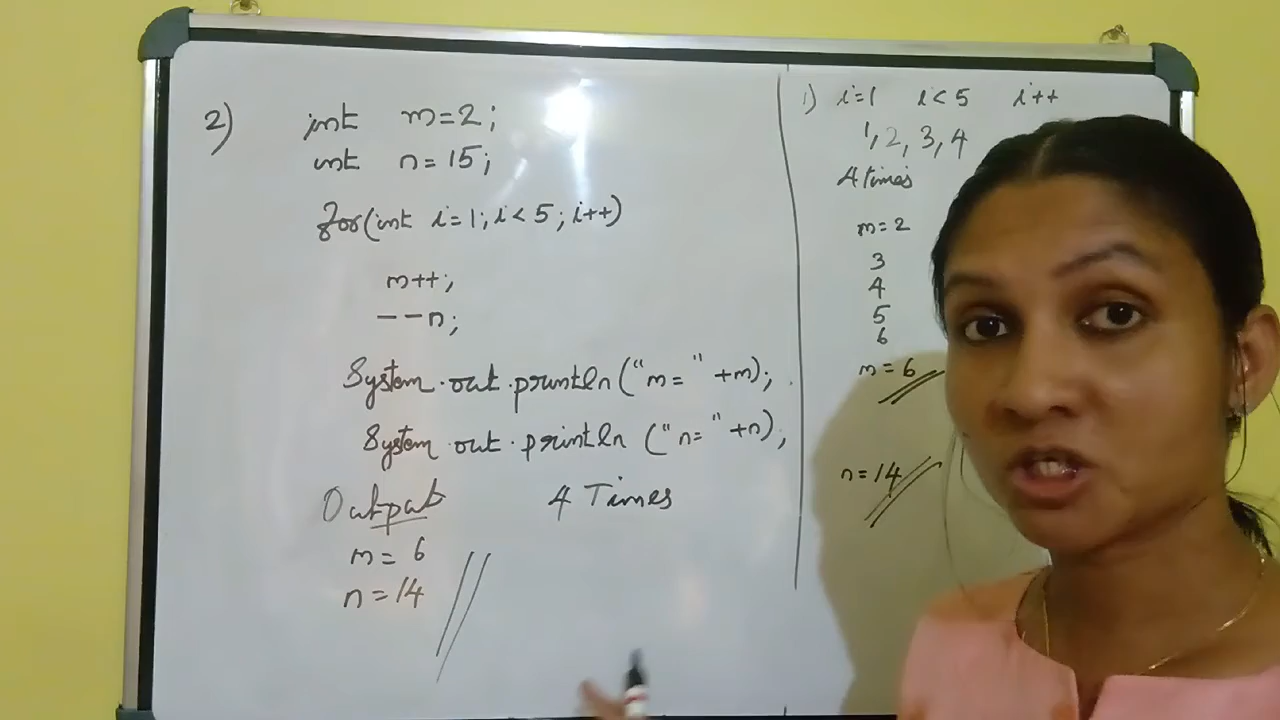 2)
int m=2;
int n=15;
for(int i=1; i<5; i++)
m++;
--n;
System.out.println("m= "+m);
System.out.println("n= "+n);
Output
4 Times
m= 6
n=14
1) i=1 i<5 i++
1,2,3,4
4 times
m=2
3
4
5
6
m=6
n=14